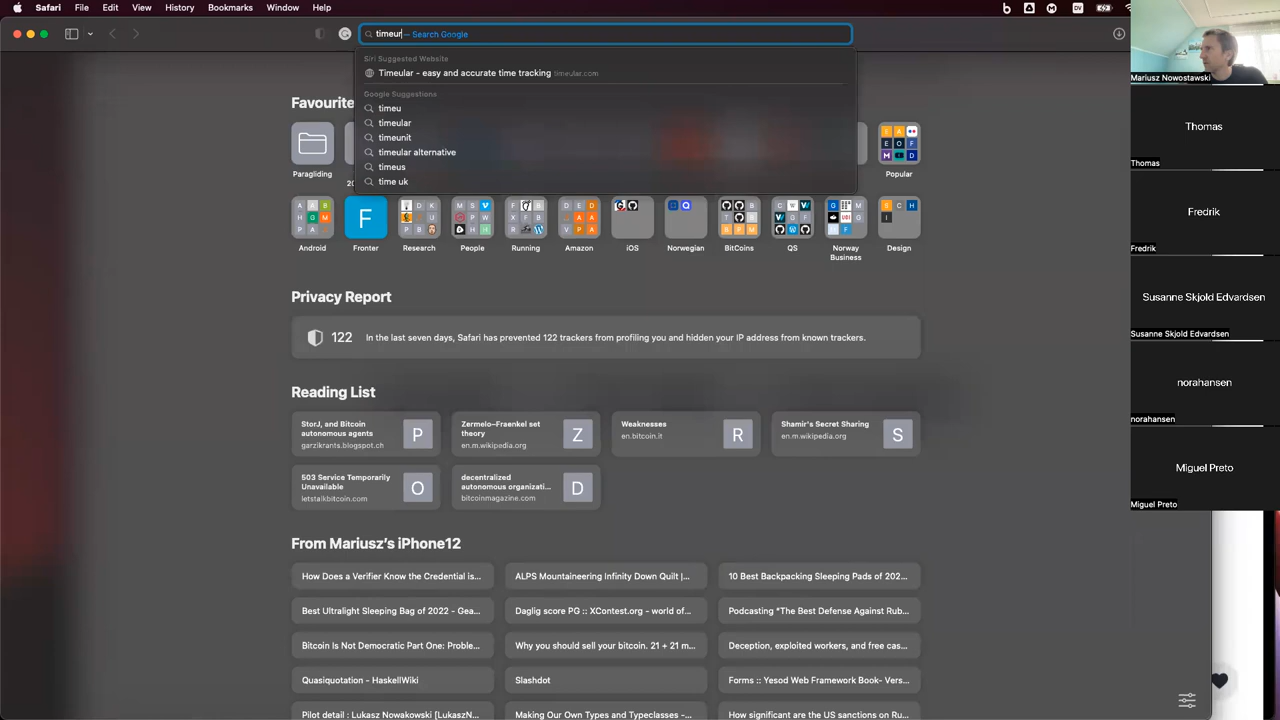 Safari File Edit View History Bookmarks Window Help
timeur — Search Google
Siri Suggested Website
Timeular - easy and accurate time tracking timeular.com
Google Suggestions
timeu
timeular
timeunit
timeular alternative
timeus
time uk
Favourite
Paragliding
Popular
Android Fronter Research People Running Amazon iOS Norwegian BitCoins QS Norway Business Design
F
Privacy Report
122 In the last seven days, Safari has prevented 122 trackers from profiling you and hidden your IP address from known trackers.
Reading List
StorJ, and Bitcoin autonomous agents
garzikrants.blogspot.ch
P
Zermelo–Fraenkel set theory
en.m.wikipedia.org
Z
Weaknesses
en.bitcoin.it
R
Shamir's Secret Sharing
en.m.wikipedia.org
S
503 Service Temporarily Unavailable
letstalkbitcoin.com
O
decentralized autonomous organizati...
bitcoinmagazine.com
D
From Mariusz's iPhone12
How Does a Verifier Know the Credential is...
ALPS Mountaineering Infinity Down Quilt |...
10 Best Backpacking Sleeping Pads of 202...
Best Ultralight Sleeping Bag of 2022 - Gea...
Daglig score PG :: XContest.org - world of...
Podcasting "The Best Defense Against Rub...
Bitcoin Is Not Democratic Part One: Proble...
Why you should sell your bitcoin. 21 + 21 m...
Deception, exploited workers, and free cas...
Quasiquotation - HaskellWiki
Slashdot
Forms :: Yesod Web Framework Book- Ver...
Pilot detail : Lukasz Nowakowski [LukaszN...
Making Our Own Types and Typeclasses -...
How significant are the US sanctions on Ru...
Mariusz Nowostawski
Thomas
Thomas
Fredrik
Fredrik
Susanne Skjold Edvardsen
Susanne Skjold Edvardsen
norahansen
norahansen
Miguel Preto
Miguel Preto